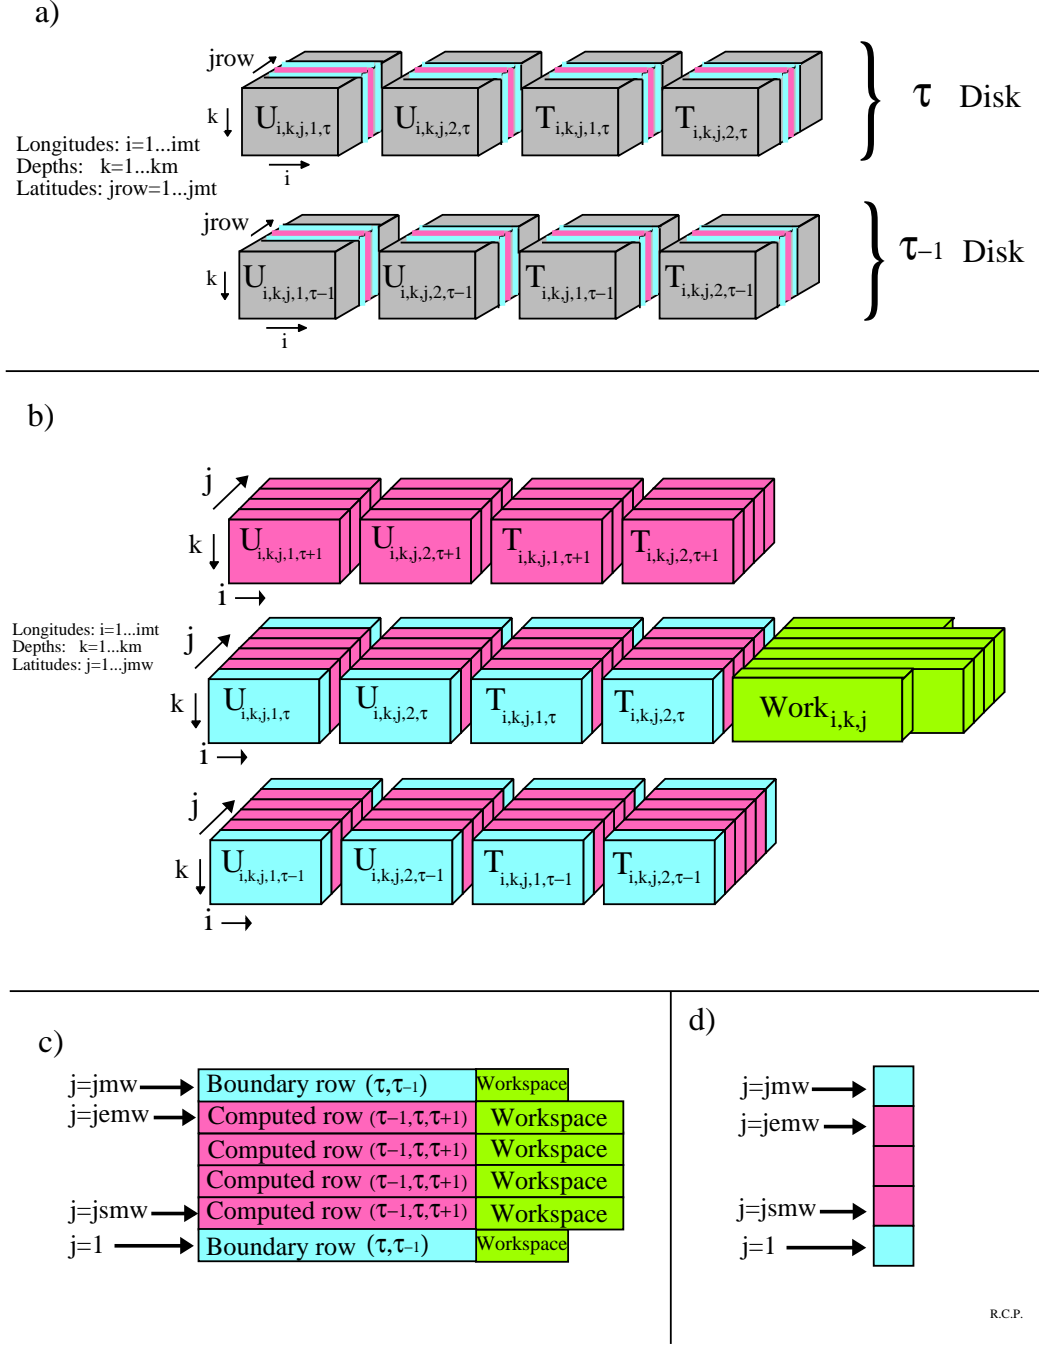 a)
jrow
k
U i,k,j,1,τ
U i,k,j,2,τ
T i,k,j,1,τ
T i,k,j,2,τ
τ Disk
Longitudes: i=1...imt
Depths: k=1...km
Latitudes: jrow=1...jmt
i
jrow
k
U i,k,j,1,τ−1
U i,k,j,2,τ−1
T i,k,j,1,τ−1
T i,k,j,2,τ−1
τ−1 Disk
i
b)
j
k
U i,k,j,1,τ+1
U i,k,j,2,τ+1
T i,k,j,1,τ+1
T i,k,j,2,τ+1
i
Longitudes: i=1...imt
Depths: k=1...km
Latitudes: j=1...jmw
j
k
U i,k,j,1,τ
U i,k,j,2,τ
T i,k,j,1,τ
T i,k,j,2,τ
Work i,k,j
i
j
k
U i,k,j,1,τ−1
U i,k,j,2,τ−1
T i,k,j,1,τ−1
T i,k,j,2,τ−1
i
c)
j=jmw Boundary row (τ,τ−1) Workspace
j=jemw Computed row (τ−1,τ,τ+1) Workspace
Computed row (τ−1,τ,τ+1) Workspace
Computed row (τ−1,τ,τ+1) Workspace
j=jsmw Computed row (τ−1,τ,τ+1) Workspace
j=1 Boundary row (τ,τ−1) Workspace
d)
j=jmw
j=jemw
j=jsmw
j=1
R.C.P.